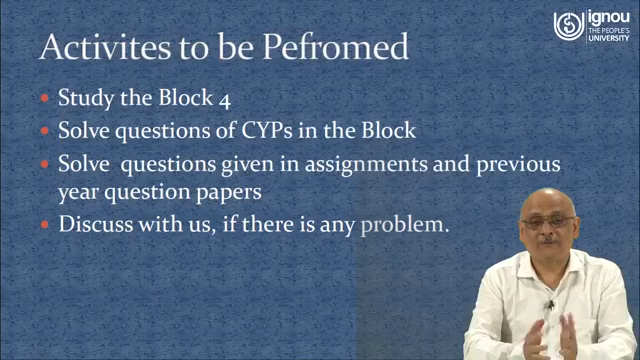 ignou
THE PEOPLE'S
UNIVERSITY
Activites to be Pefromed
• Study the Block 4
• Solve questions of CYPs in the Block
• Solve questions given in assignments and previous
year question papers
• Discuss with us, if there is any problem.